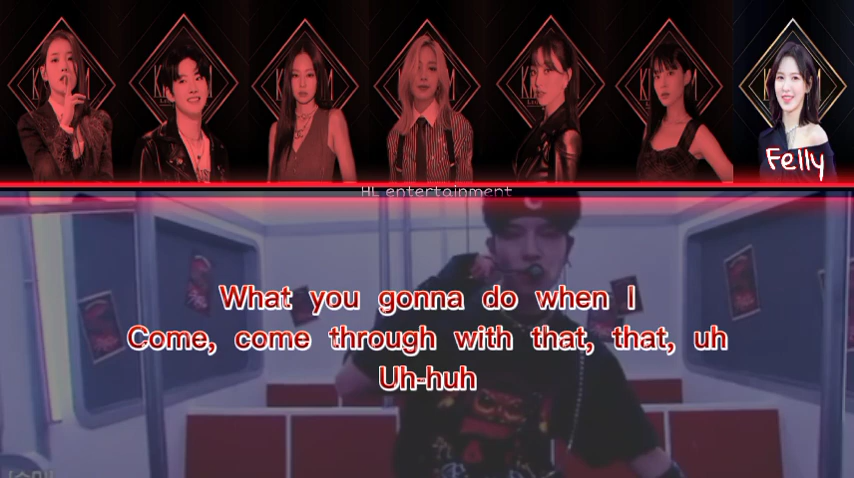 Felly
HL entertainment
What you gonna do when I
Come, come through with that, that, uh
Uh-huh